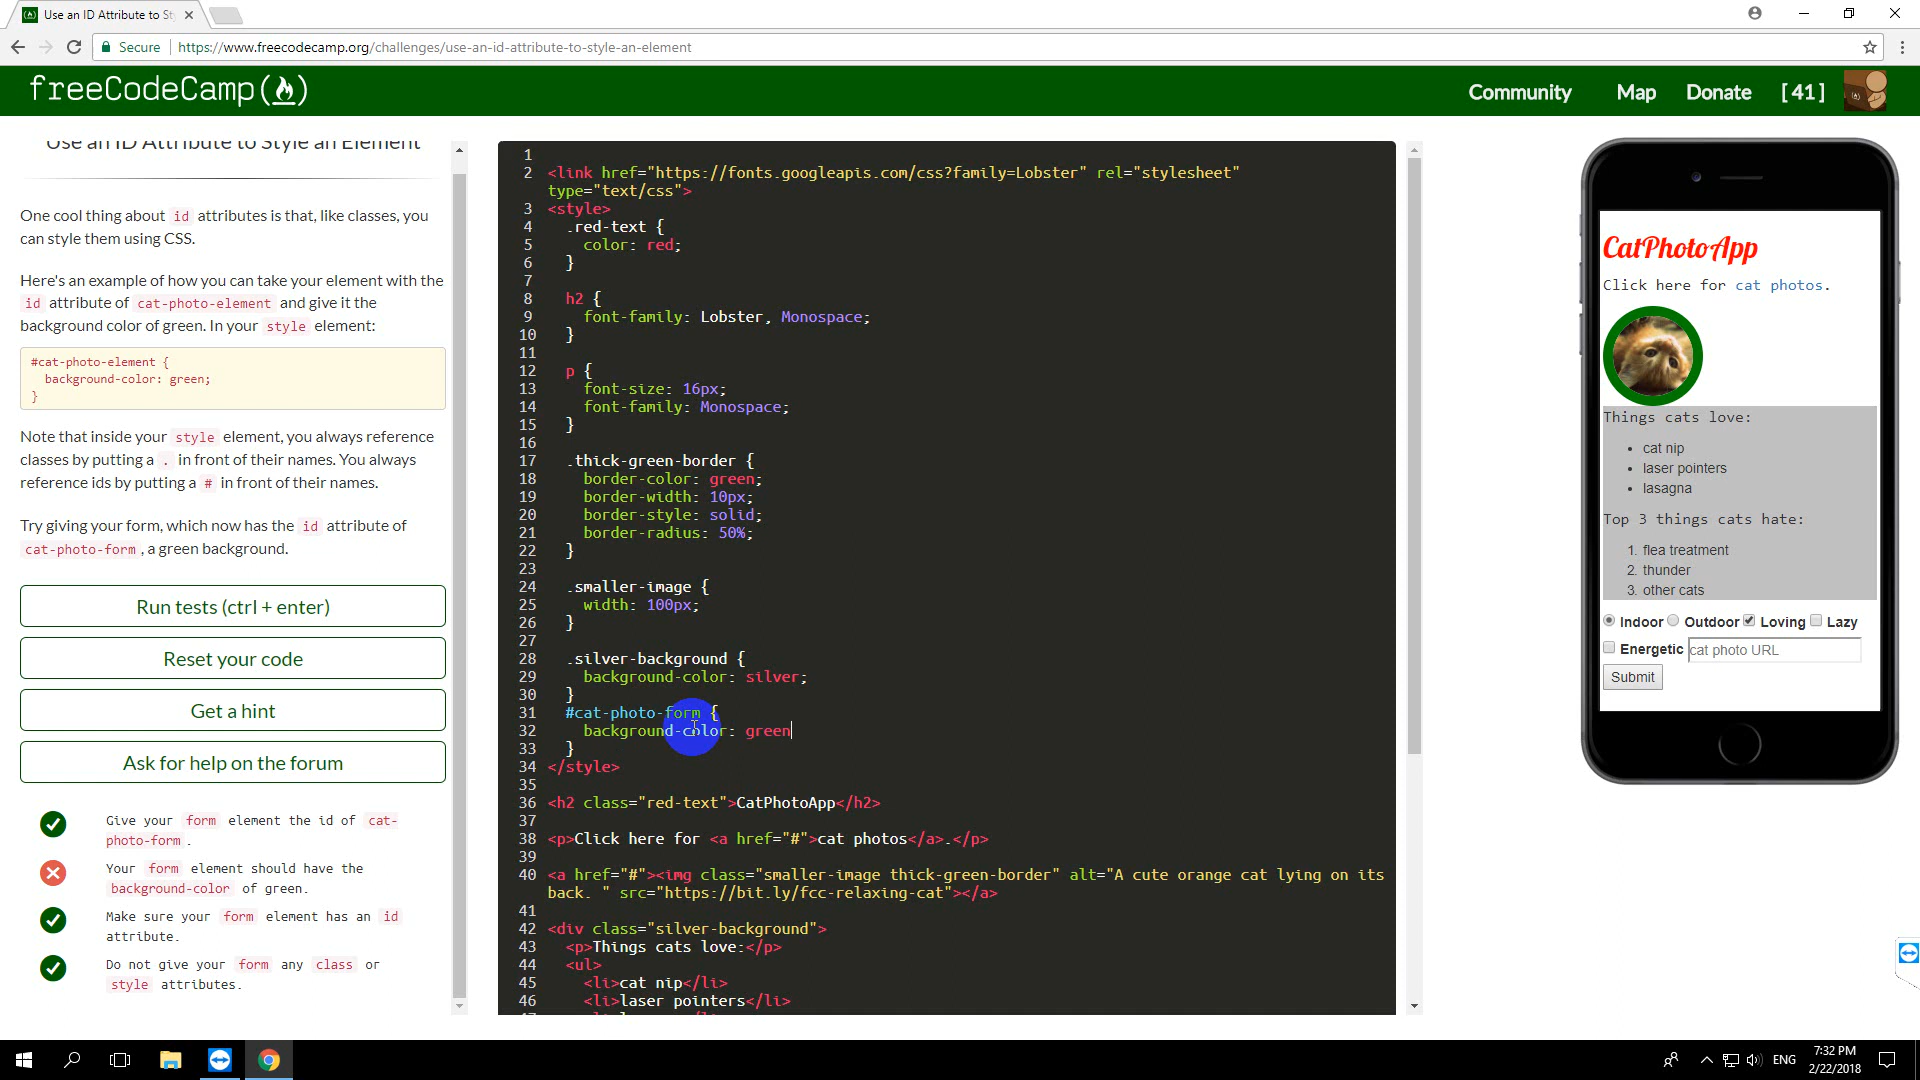 Use an ID Attribute to St
Secure
https://www.freecodecamp.org/challenges/use-an-id-attribute-to-style-an-element
freeCodeCamp
Community
Map
Donate
[ 41 ]
Use an ID Attribute to Style an Element
One cool thing about id attributes is that, like classes, you
can style them using CSS.
Here's an example of how you can take your element with the
id attribute of cat-photo-element and give it the
background color of green. In your style element:
#cat-photo-element {
background-color: green;
}
Note that inside your style element, you always reference
classes by putting a . in front of their names. You always
reference ids by putting a # in front of their names.
Try giving your form, which now has the id attribute of
cat-photo-form , a green background.
Run tests (ctrl + enter)
Reset your code
Get a hint
Ask for help on the forum
Give your form element the id of cat-
photo-form .
Your form element should have the
background-color of green.
Make sure your form element has an id
attribute.
Do not give your form any class or
style attributes.
1
2 <link href="https://fonts.googleapis.com/css?family=Lobster" rel="stylesheet"
type="text/css">
3 <style>
4 .red-text {
5 color: red;
6 }
7
8 h2 {
9 font-family: Lobster, Monospace;
10 }
11
12 p {
13 font-size: 16px;
14 font-family: Monospace;
15 }
16
17 .thick-green-border {
18 border-color: green;
19 border-width: 10px;
20 border-style: solid;
21 border-radius: 50%;
22 }
23
24 .smaller-image {
25 width: 100px;
26 }
27
28 .silver-background {
29 background-color: silver;
30 }
31 #cat-photo-form {
32 background-color: green
33 }
34 </style>
35
36 <h2 class="red-text">CatPhotoApp</h2>
37
38 <p>Click here for <a href="#">cat photos</a>.</p>
39
40 <a href="#"><img class="smaller-image thick-green-border" alt="A cute orange cat lying on its
back. " src="https://bit.ly/fcc-relaxing-cat"></a>
41
42 <div class="silver-background">
43 <p>Things cats love:</p>
44 <ul>
45 <li>cat nip</li>
46 <li>laser pointers</li>
CatPhotoApp
Click here for cat photos.
Things cats love:
• cat nip
• laser pointers
• lasagna
Top 3 things cats hate:
1. flea treatment
2. thunder
3. other cats
Indoor Outdoor Loving Lazy
Energetic cat photo URL
Submit
ENG
7:32 PM
2/22/2018